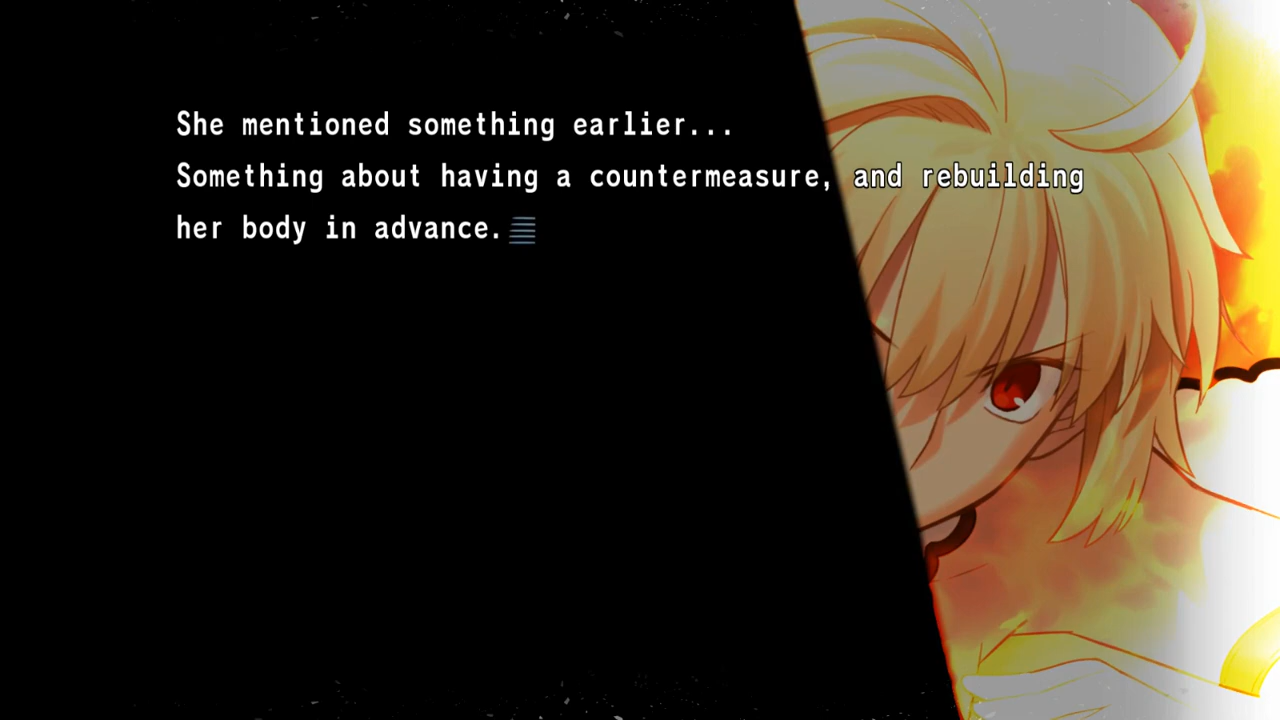 She mentioned something earlier...
Something about having a countermeasure, and rebuilding
her body in advance.